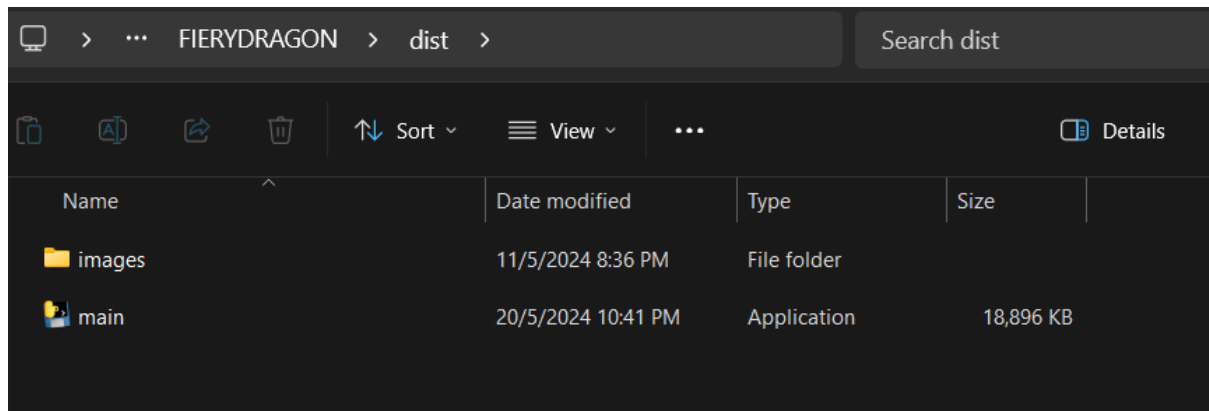 > ··· FIERYDRAGON > dist > Search dist
Sort View ··· Details
Name Date modified Type Size
images 11/5/2024 8:36 PM File folder
main 20/5/2024 10:41 PM Application 18,896 KB